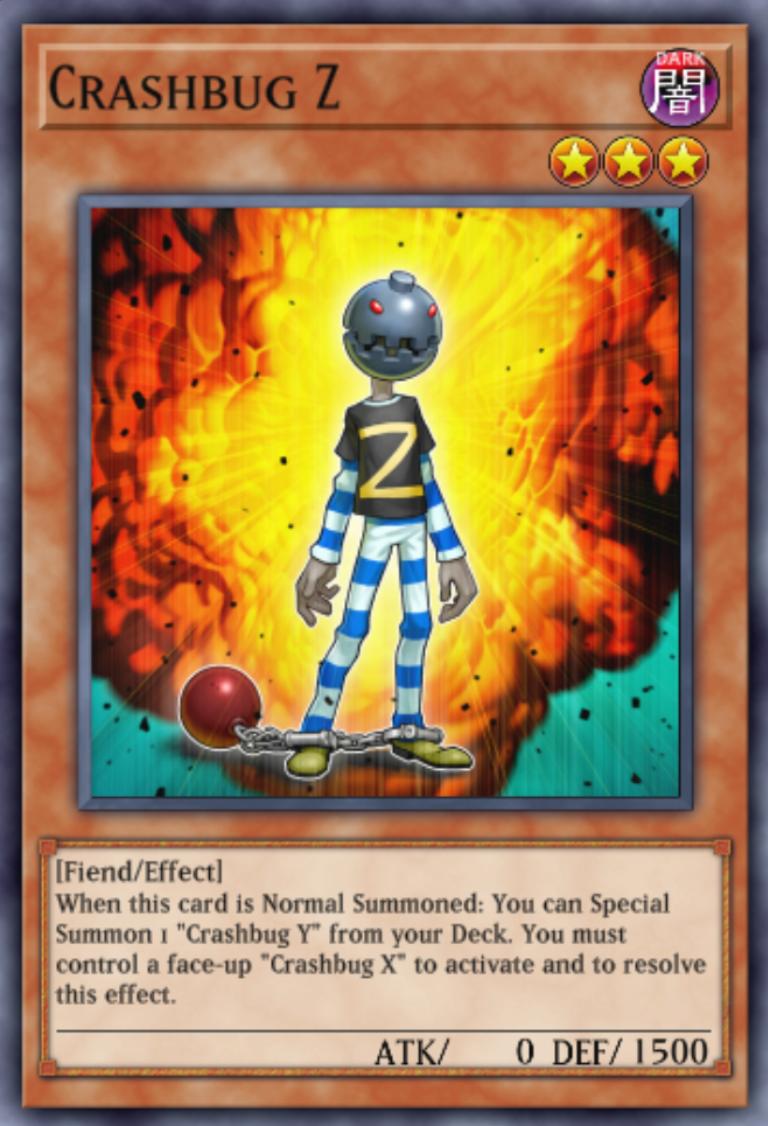 CRASHBUG Z
DARK
闇
Z
[Fiend/Effect]
When this card is Normal Summoned: You can Special
Summon 1 "Crashbug Y" from your Deck. You must
control a face-up "Crashbug X" to activate and to resolve
this effect.
ATK/ 0 DEF/ 1500